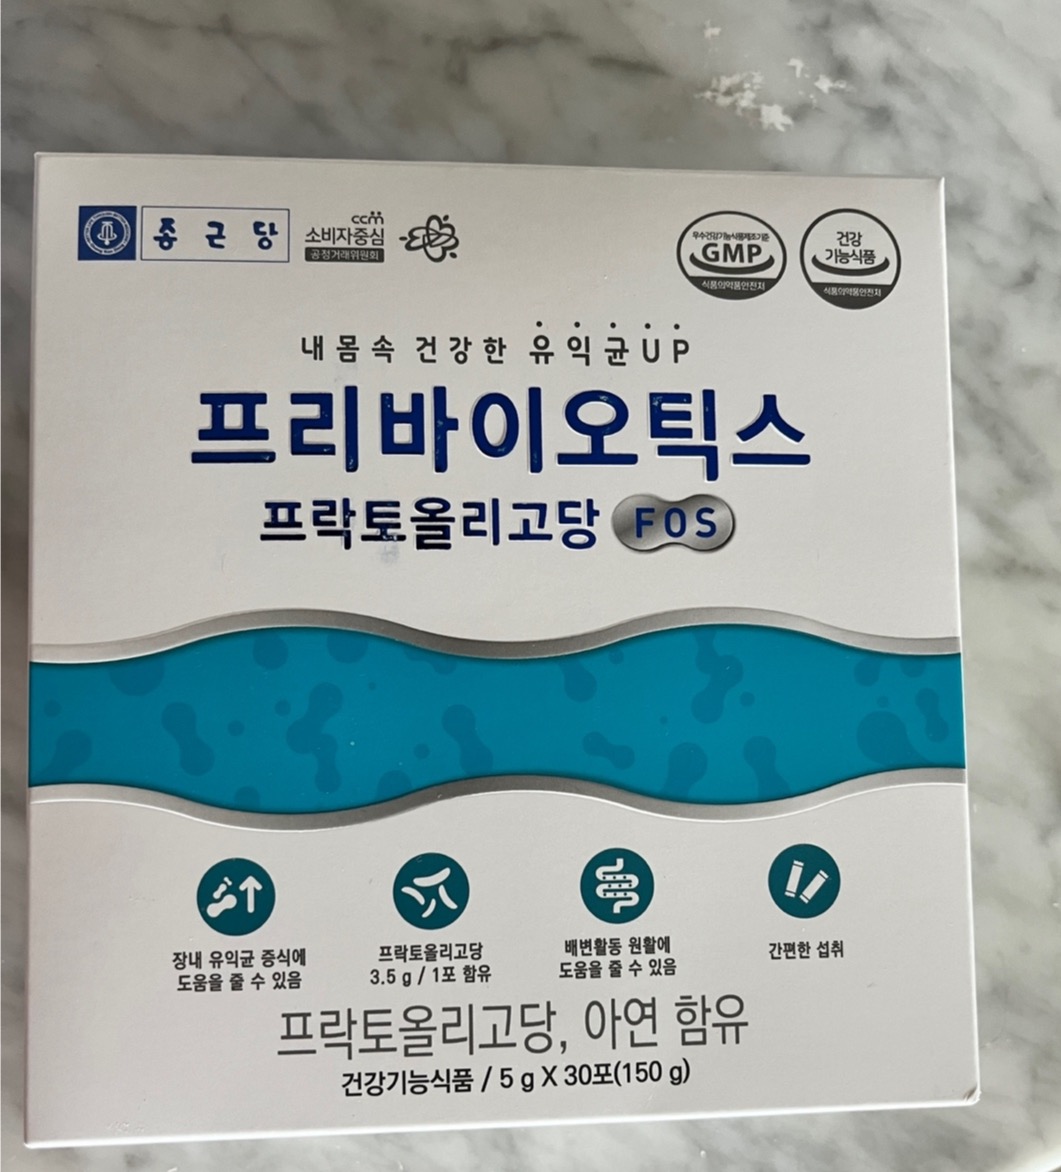 종근당
ccm
소비자중심
공정거래위원회
우수건강기능식품제조기준
GMP
식품의약품안전처
건강
기능식품
식품의약품안전처
내 몸 속 건강한 유익균UP
프리바이오틱스
프락토올리고당 FOS
장내 유익균 증식에
도움을 줄 수 있음
프락토올리고당
3.5 g / 1포 함유
배변활동 원활에
도움을 줄 수 있음
간편한 섭취
프락토올리고당, 아연 함유
건강기능식품 / 5 g X 30포(150 g)